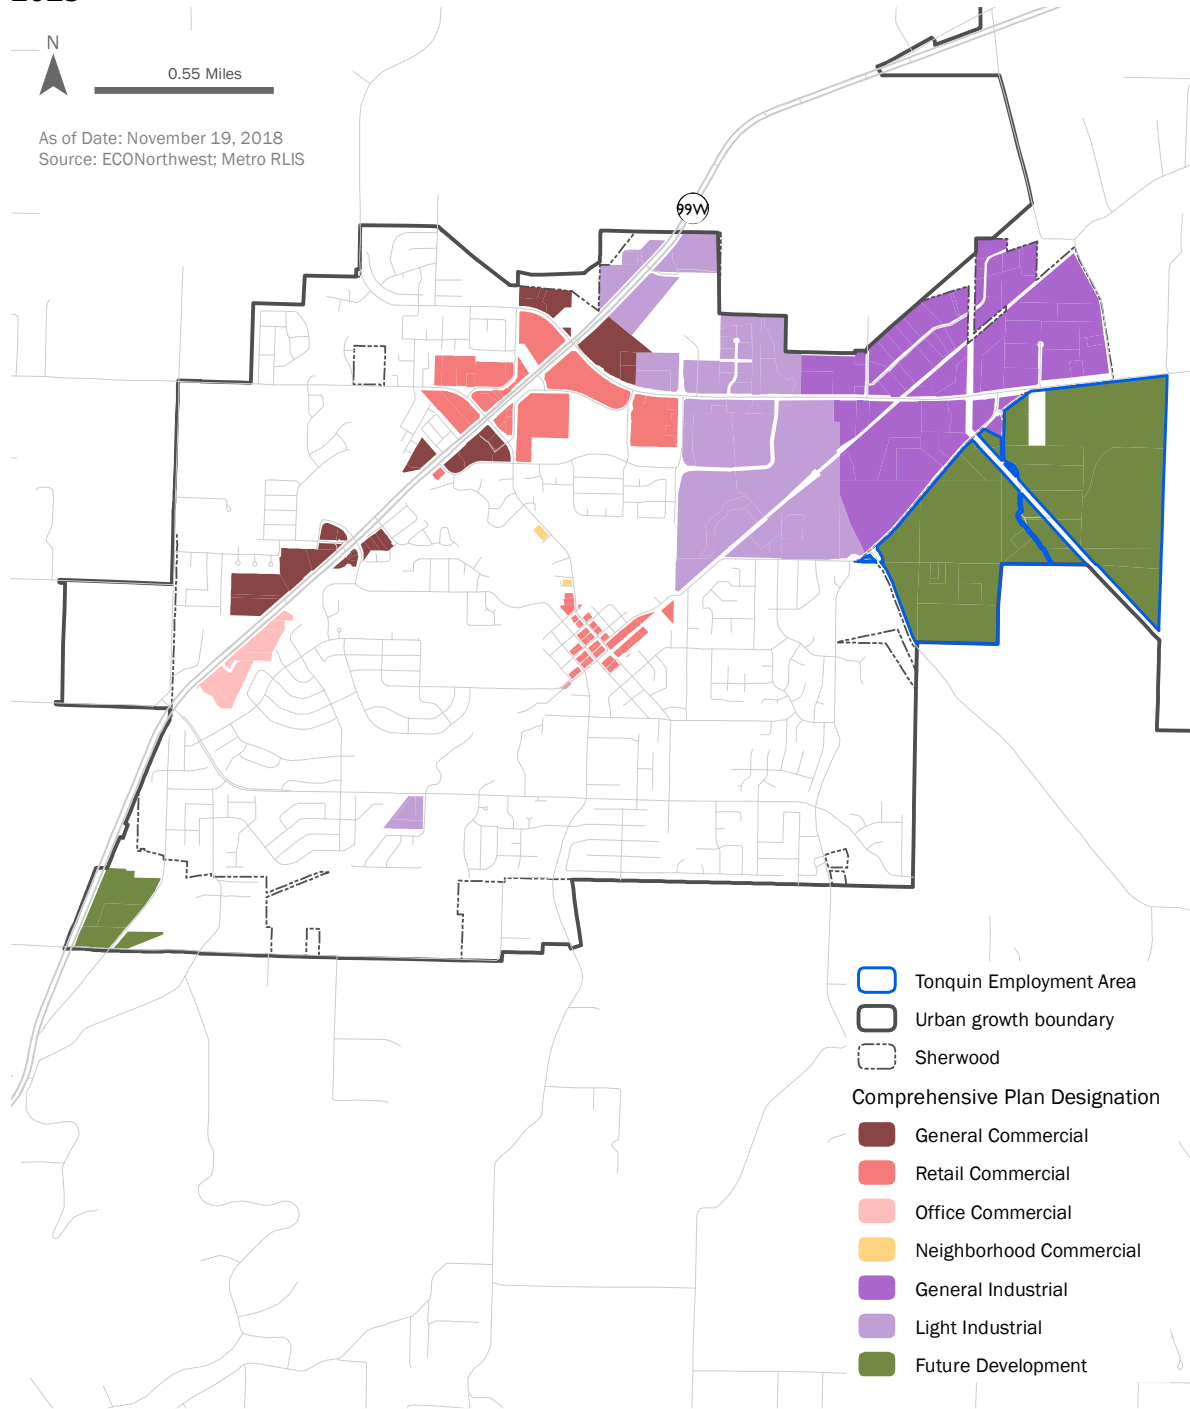 N
0.55 Miles
As of Date: November 19, 2018
Source: ECONorthwest; Metro RLIS
99W
Tonquin Employment Area
Urban growth boundary
Sherwood
Comprehensive Plan Designation
General Commercial
Retail Commercial
Office Commercial
Neighborhood Commercial
General Industrial
Light Industrial
Future Development